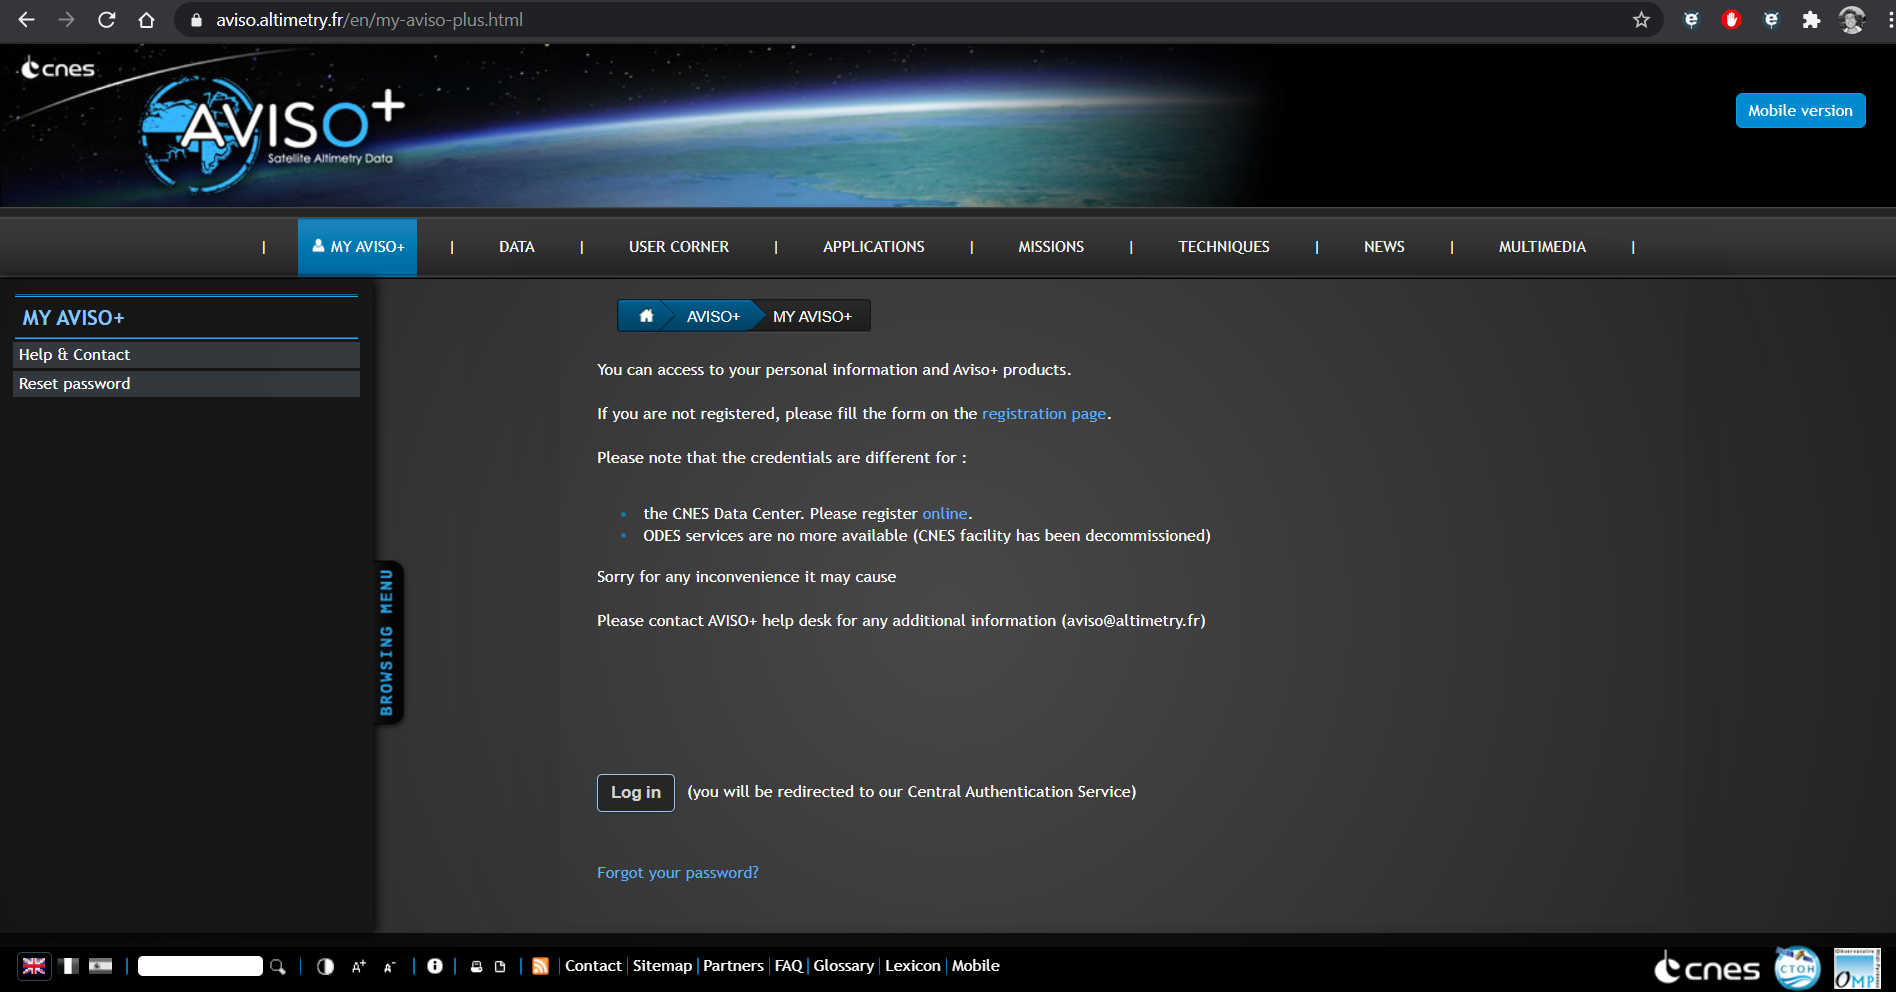 aviso.altimetry.fr/en/my-aviso-plus.html
cnes
AVISO+
Satellite Altimetry Data
Mobile version
| MY AVISO+ | DATA | USER CORNER | APPLICATIONS | MISSIONS | TECHNIQUES | NEWS | MULTIMEDIA |
MY AVISO+
Help & Contact
Reset password
BROWSING MENU
AVISO+ MY AVISO+
You can access to your personal information and Aviso+ products.
If you are not registered, please fill the form on the registration page.
Please note that the credentials are different for :
• the CNES Data Center. Please register online.
• ODES services are no more available (CNES facility has been decommissioned)
Sorry for any inconvenience it may cause
Please contact AVISO+ help desk for any additional information (aviso@altimetry.fr)
Log in (you will be redirected to our Central Authentication Service)
Forgot your password?
A+ A- | Contact | Sitemap | Partners | FAQ | Glossary | Lexicon | Mobile
cnes CTOH OMP